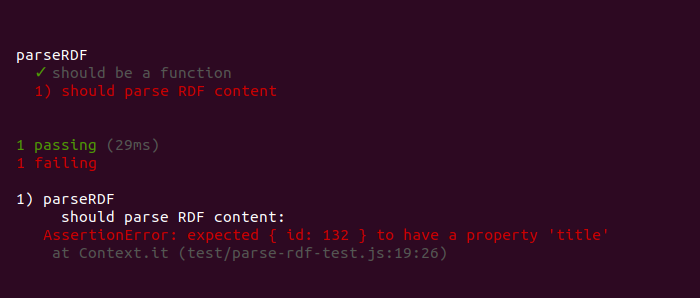 parseRDF
✓ should be a function
1) should parse RDF content
1 passing (29ms)
1 failing
1) parseRDF
should parse RDF content:
AssertionError: expected { id: 132 } to have a property 'title'
at Context.it (test/parse-rdf-test.js:19:26)